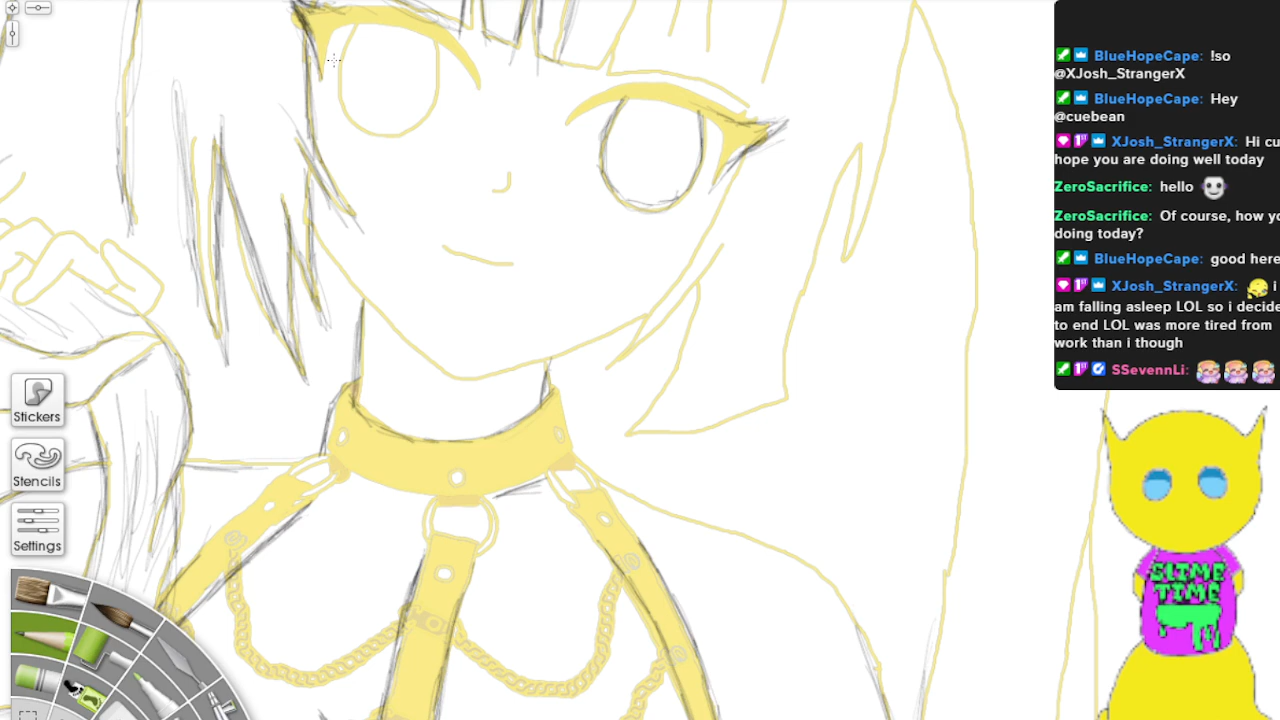 BlueHopeCape: !so
@XJosh_StrangerX
BlueHopeCape: Hey
@cuebean
XJosh_StrangerX: Hi cu
hope you are doing well today
ZeroSacrifice: hello
ZeroSacrifice: Of course, how yo
doing today?
BlueHopeCape: good here
XJosh_StrangerX: i
am falling asleep LOL so i decide
to end LOL was more tired from
work than i though
SSevennLi:
Stickers
Stencils
Settings
SLIME
TIME